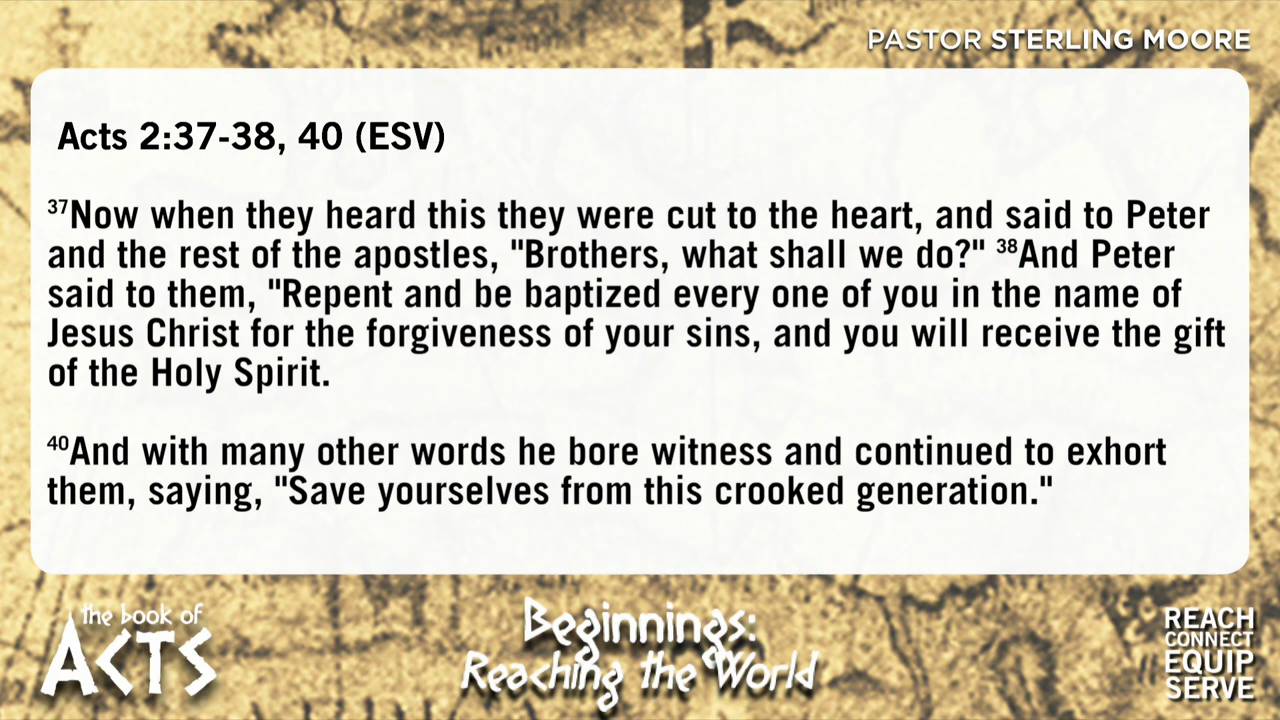 PASTOR STERLING MOORE
Acts 2:37-38, 40 (ESV)
37Now when they heard this they were cut to the heart, and said to Peter
and the rest of the apostles, "Brothers, what shall we do?" 38And Peter
said to them, "Repent and be baptized every one of you in the name of
Jesus Christ for the forgiveness of your sins, and you will receive the gift
of the Holy Spirit.
40And with many other words he bore witness and continued to exhort
them, saying, "Save yourselves from this crooked generation."
the book of
ACTS
Beginnings:
Reaching the World
REACH
CONNECT
EQUIP
SERVE